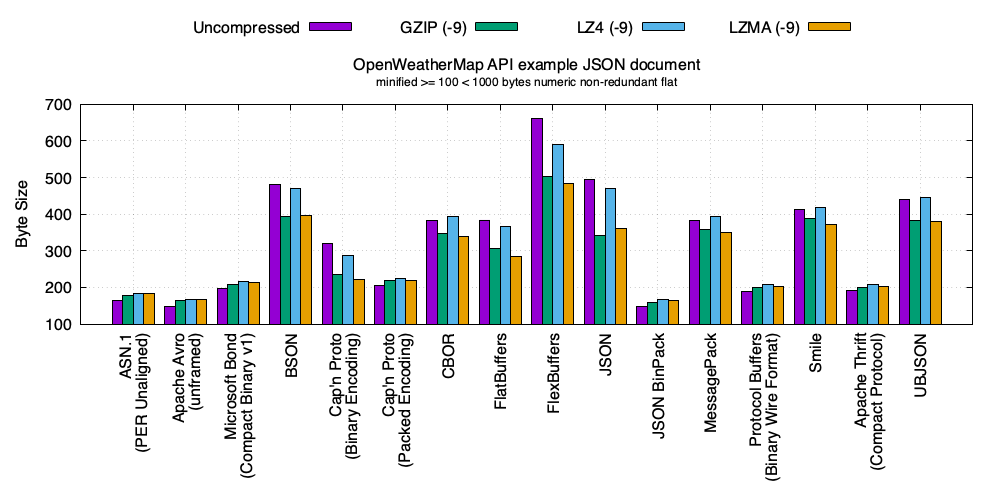 Uncompressed GZIP (-9) LZ4 (-9) LZMA (-9)
OpenWeatherMap API example JSON document
minified >= 100 < 1000 bytes numeric non-redundant flat
Byte Size
700
600
500
400
300
200
100
ASN.1
(PER Unaligned)
Apache Avro
(unframed)
Microsoft Bond
(Compact Binary v1)
BSON
Cap'n Proto
(Binary Encoding)
Cap'n Proto
(Packed Encoding)
CBOR
FlatBuffers
FlexBuffers
JSON
JSON BinPack
MessagePack
Protocol Buffers
(Binary Wire Format)
Smile
Apache Thrift
(Compact Protocol)
UBJSON